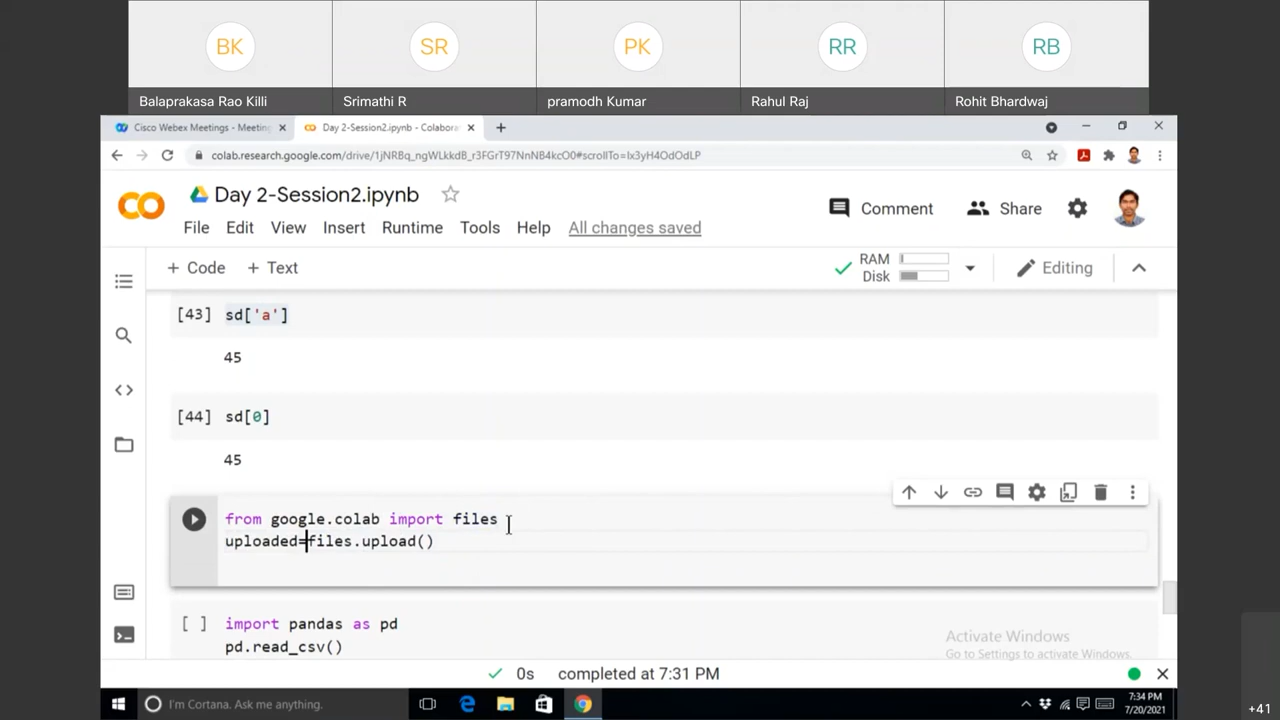 BK
SR
PK
RR
RB
Balaprakasa Rao Killi
Srimathi R
pramodh Kumar
Rahul Raj
Rohit Bhardwaj
Cisco Webex Meetings - Meeting
Day 2-Session2.ipynb - Colabora
colab.research.google.com/drive/1jNRBq_ngWLkkdB_r3FGrT97NnNB4kcO0#scrollTo=lx3yH4OdOdLP
Day 2-Session2.ipynb
Comment
Share
File Edit View Insert Runtime Tools Help All changes saved
+ Code + Text
RAM
Disk
Editing
[43] sd['a']
45
[44] sd[0]
45
from google.colab import files
uploaded=files.upload()
[ ] import pandas as pd
pd.read_csv()
Activate Windows
Go to Settings to activate Windows.
0s completed at 7:31 PM
I'm Cortana. Ask me anything.
7:34 PM
7/20/2021
+41